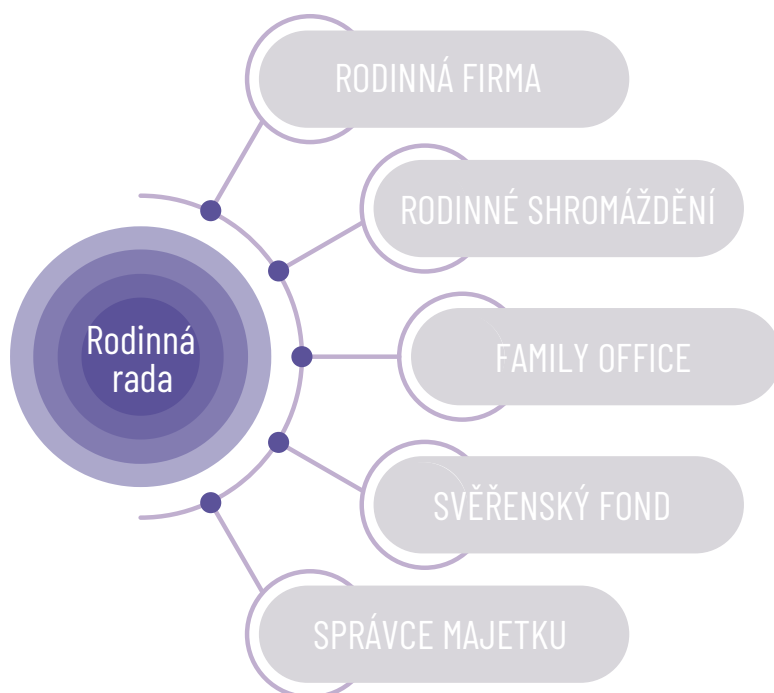 RODINNÁ FIRMA
RODINNÉ SHROMÁŽDĚNÍ
Rodinná
rada
FAMILY OFFICE
SVĚŘENSKÝ FOND
SPRÁVCE MAJETKU